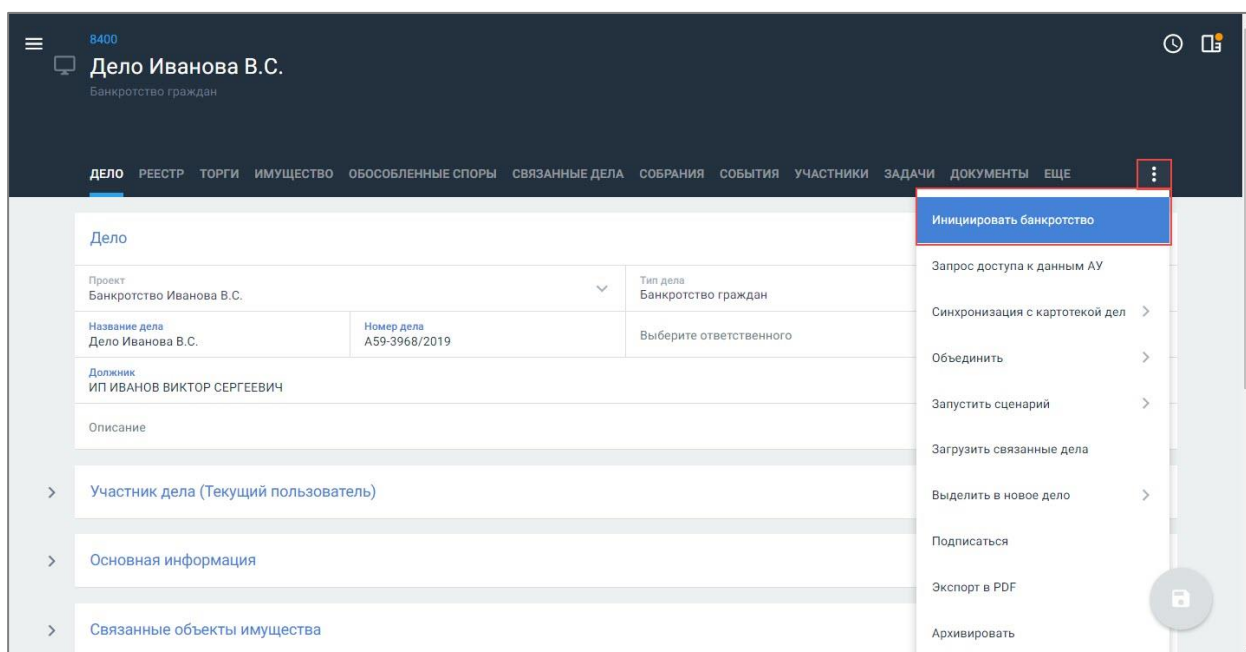 8400
Дело Иванова В.С.
Банкротство граждан
ДЕЛО РЕЕСТР ТОРГИ ИМУЩЕСТВО ОБОСОБЛЕННЫЕ СПОРЫ СВЯЗАННЫЕ ДЕЛА СОБРАНИЯ СОБЫТИЯ УЧАСТНИКИ ЗАДАЧИ ДОКУМЕНТЫ ЕЩЕ
Дело
Проект
Банкротство Иванова В.С.
Тип дела
Банкротство граждан
Название дела
Дело Иванова В.С.
Номер дела
А59-3968/2019
Выберите ответственного
Должник
ИП ИВАНОВ ВИКТОР СЕРГЕЕВИЧ
Описание
Участник дела (Текущий пользователь)
Основная информация
Связанные объекты имущества
Инициировать банкротство
Запрос доступа к данным АУ
Синхронизация с картотекой дел
Объединить
Запустить сценарий
Загрузить связанные дела
Выделить в новое дело
Подписаться
Экспорт в PDF
Архивировать